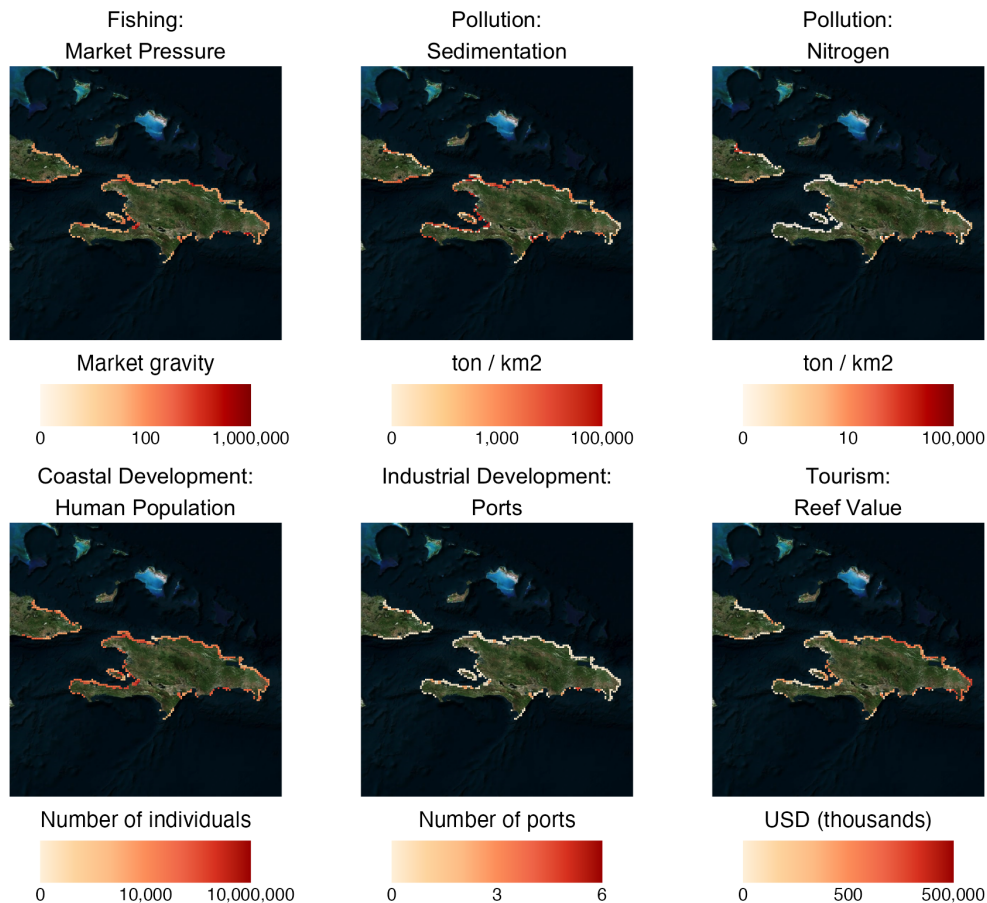 Fishing:
Market Pressure
Pollution:
Sedimentation
Pollution:
Nitrogen
Market gravity
0 100 1,000,000
ton / km2
0 1,000 100,000
ton / km2
0 10 100,000
Coastal Development:
Human Population
Industrial Development:
Ports
Tourism:
Reef Value
Number of individuals
0 10,000 10,000,000
Number of ports
0 3 6
USD (thousands)
0 500 500,000